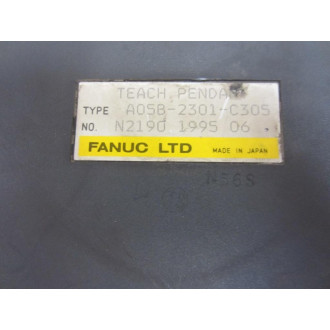 TEACH PENDANT
TYPE A05B-2301-C305
NO. N2190 1995 06
FANUC LTD MADE IN JAPAN